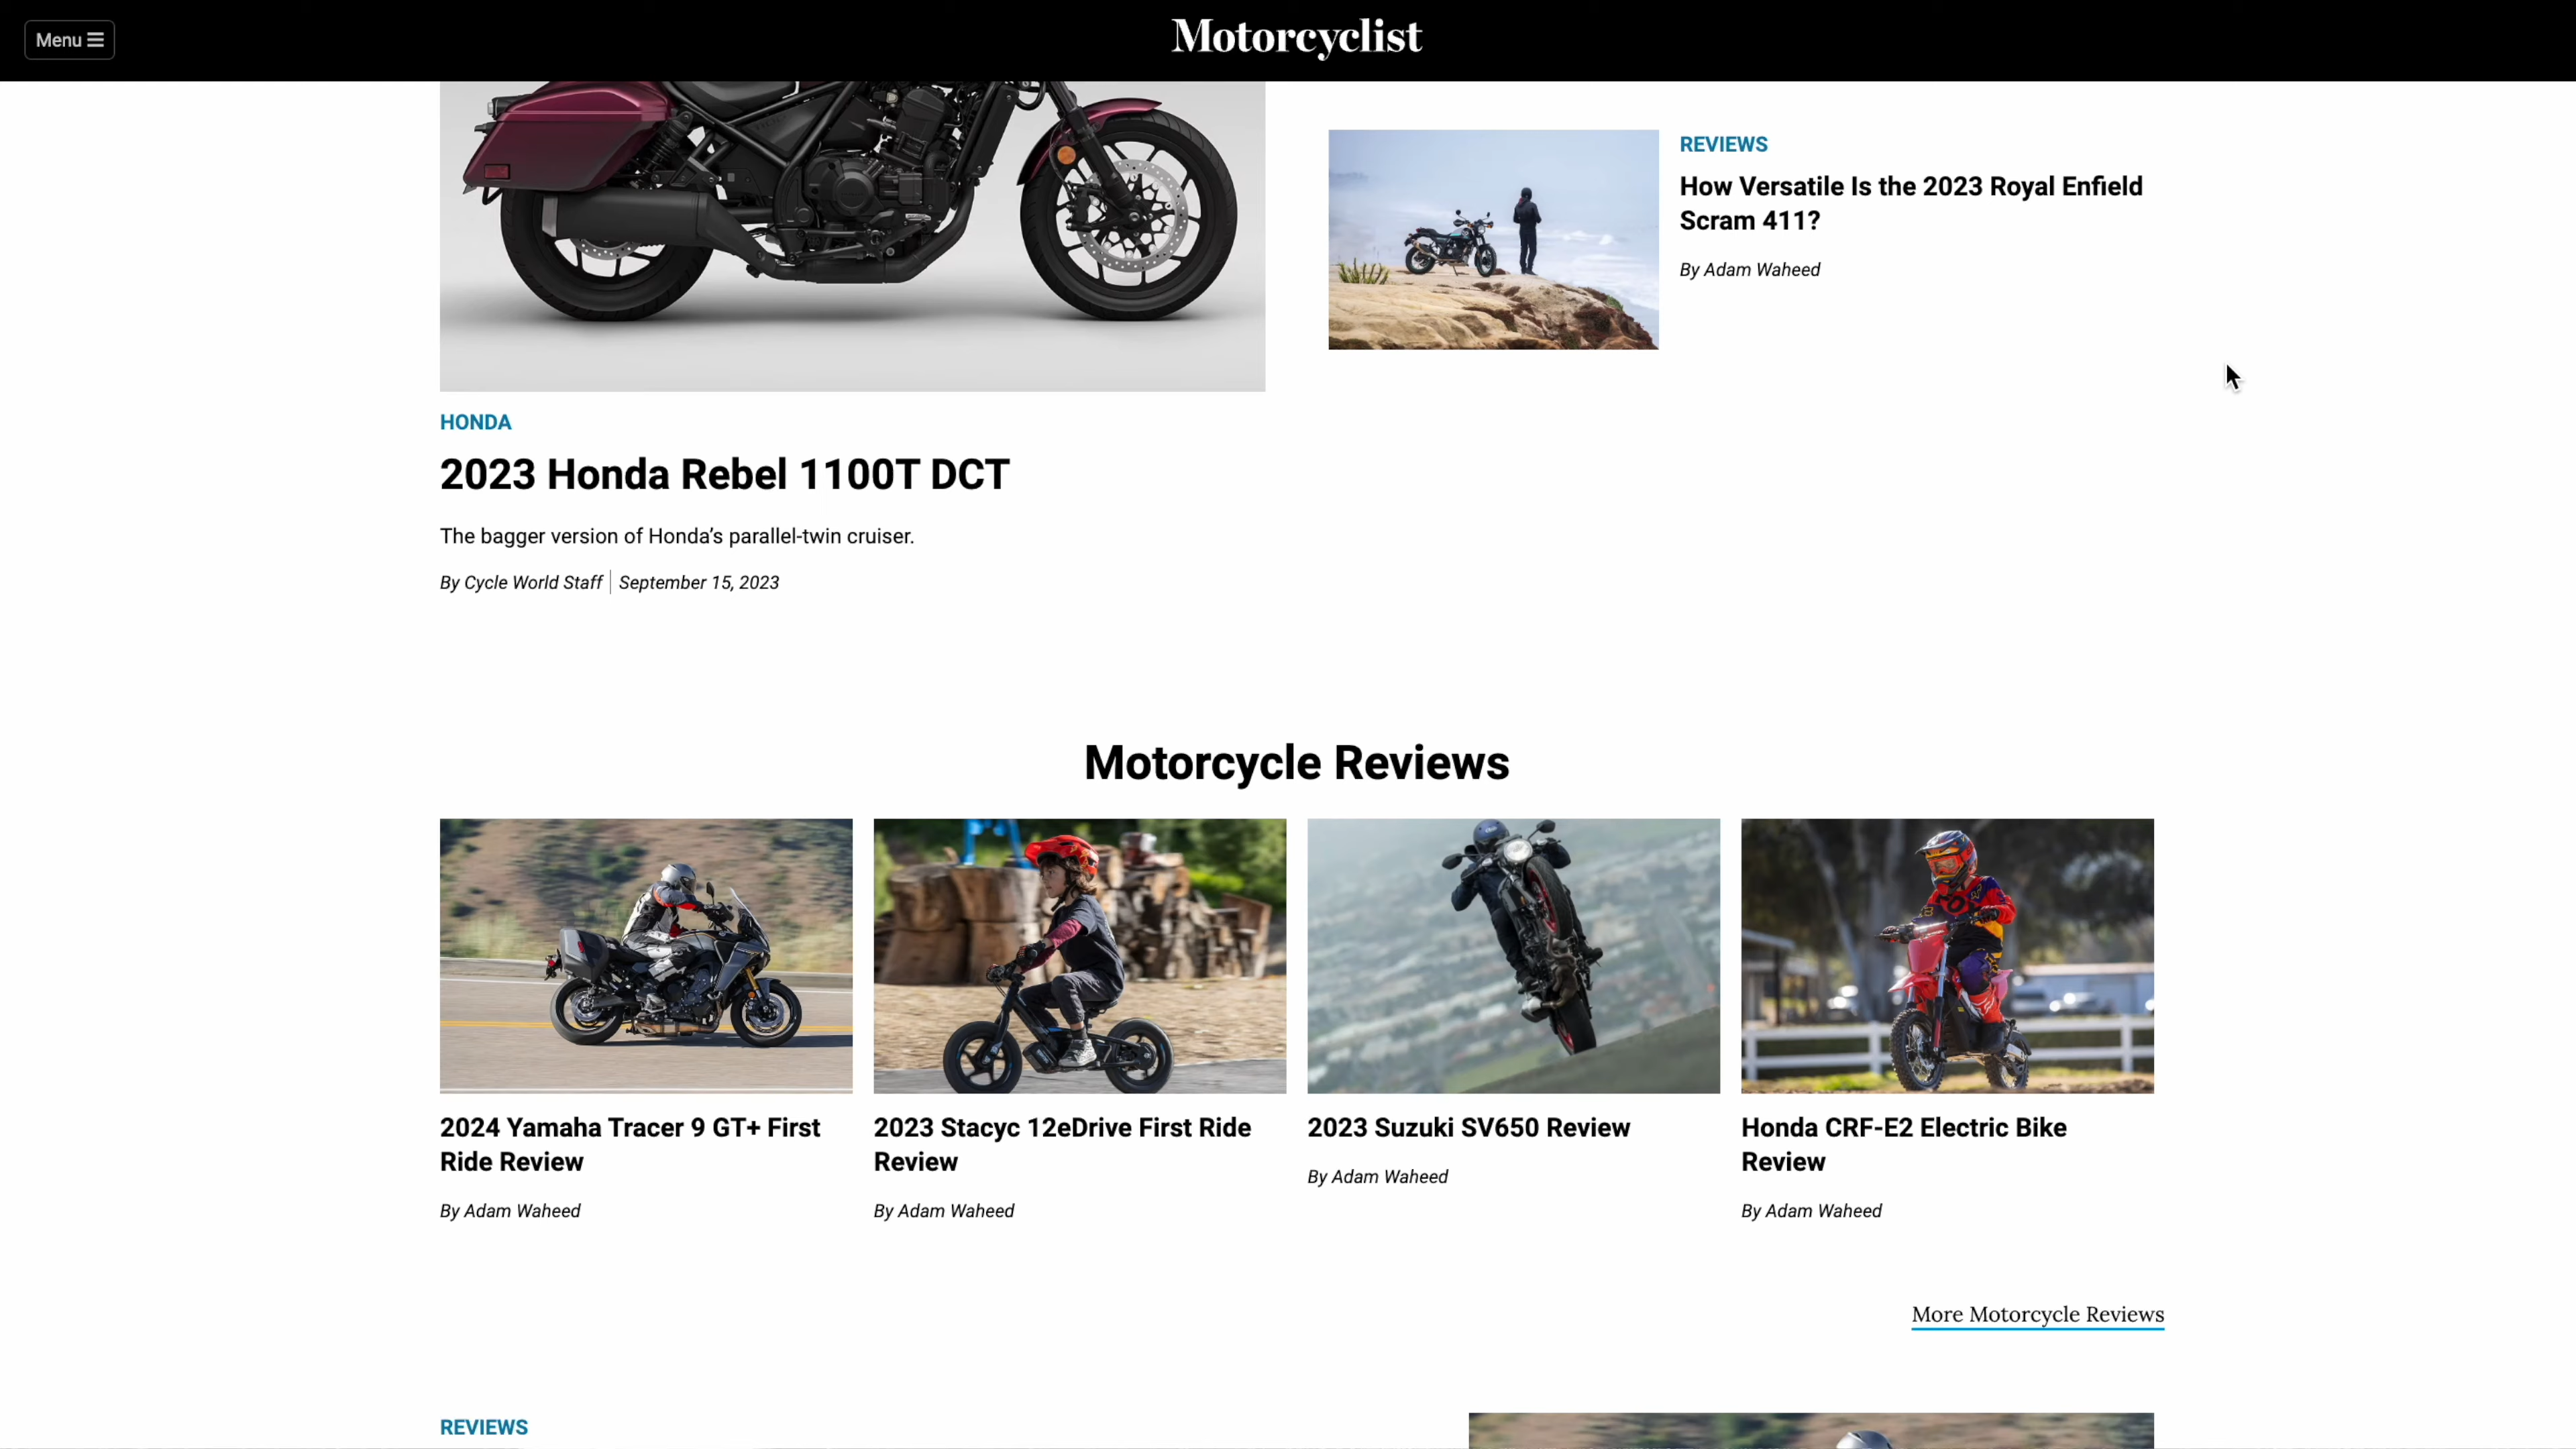 Menu
Motorcyclist
REVIEWS
How Versatile Is the 2023 Royal Enfield
Scram 411?
By Adam Waheed
HONDA
2023 Honda Rebel 1100T DCT
The bagger version of Honda’s parallel-twin cruiser.
By Cycle World Staff
September 15, 2023
Motorcycle Reviews
2024 Yamaha Tracer 9 GT+ First
Ride Review
By Adam Waheed
2023 Stacyc 12eDrive First Ride
Review
By Adam Waheed
2023 Suzuki SV650 Review
By Adam Waheed
Honda CRF-E2 Electric Bike
Review
By Adam Waheed
More Motorcycle Reviews
REVIEWS